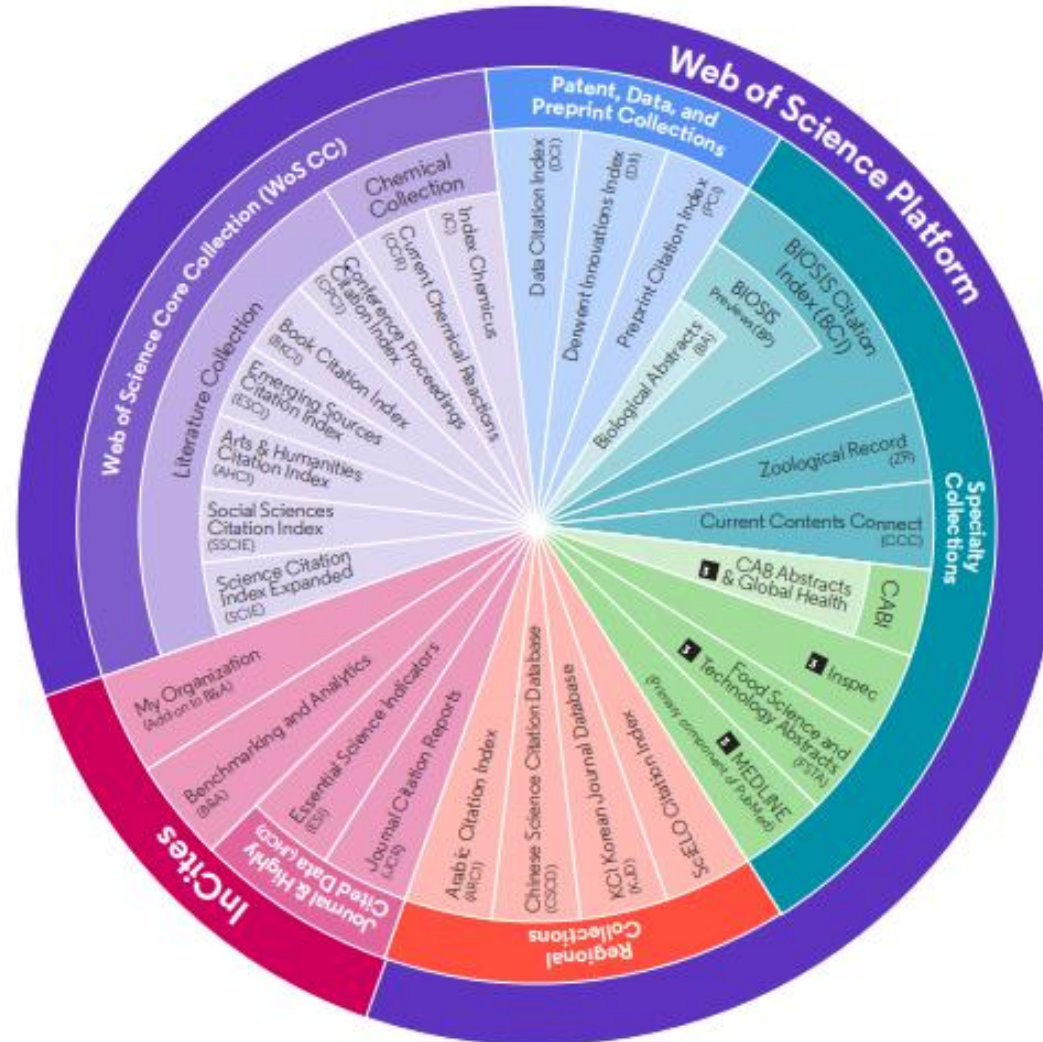 Web of Science Platform
Web of Science Core Collection (WoS CC)
Literature Collection
Science Citation
Index Expanded
(SCIE)
Social Sciences
Citation Index
(SSCIE)
Arts & Humanities
Citation Index
(AHCI)
Emerging Sources
Citation Index
(ESCI)
Book Citation Index
(BKCI)
Conference Proceedings
Citation Index
(CPCI)
Chemical
Collection
Current Chemical Reactions
(CCR)
Index Chemicus
(IC)
Patent, Data, and
Preprint Collections
Data Citation Index
(DCI)
Derwent Innovations Index
(DII)
Preprint Citation Index
(PCI)
Specialty
Collections
BIOSIS Citation
Index (BCI)
BIOSIS
Previews (BP)
Biological Abstracts
(BA)
Zoological Record
(ZR)
Current Contents Connect
(CCC)
CABI
CAB Abstracts
& Global Health
Inspec
Food Science and
Technology Abstracts
(FSTA)
MEDLINE
(Primary component of PubMed)
Regional
Collections
SciELO Citation Index
KCI Korean Journal Database
(KJD)
Chinese Science Citation Database
(CSCD)
Arabic Citation Index
(ARCI)
InCites
Journal & Highly
Cited Data (JHCD)
Journal Citation Reports
(JCR)
Essential Science Indicators
(ESI)
Benchmarking and Analytics
(B&A)
My Organization
(Add-on to B&A)